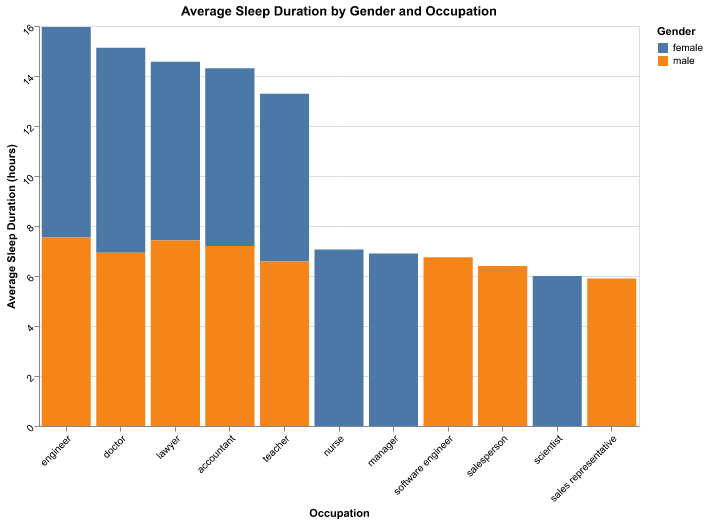 Average Sleep Duration by Gender and Occupation
Gender
female
male
Average Sleep Duration (hours)
16
14
12
10
8
6
4
2
0
engineer
doctor
lawyer
accountant
teacher
nurse
manager
software engineer
salesperson
scientist
sales representative
Occupation